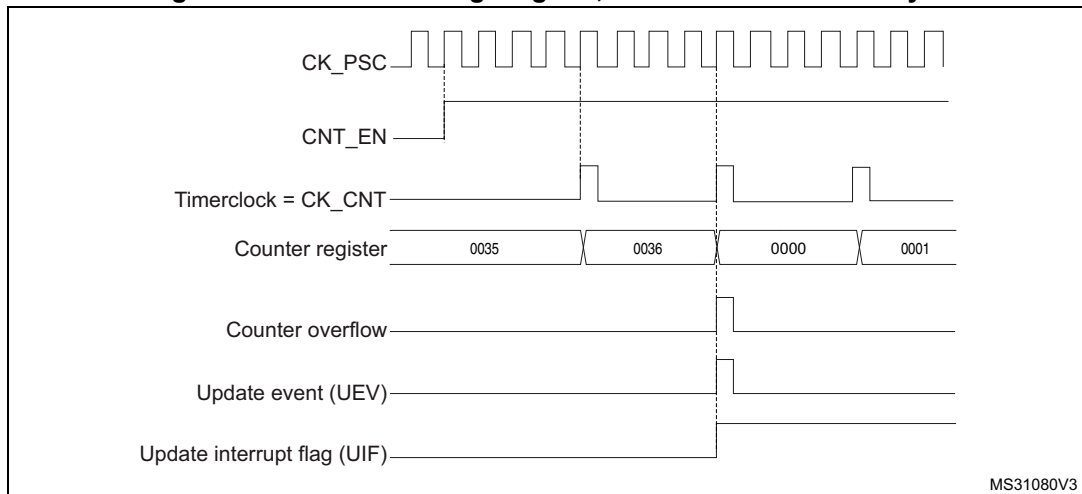 CK_PSC
CNT_EN
Timerclock = CK_CNT
Counter register 0035 0036 0000 0001
Counter overflow
Update event (UEV)
Update interrupt flag (UIF)
MS31080V3